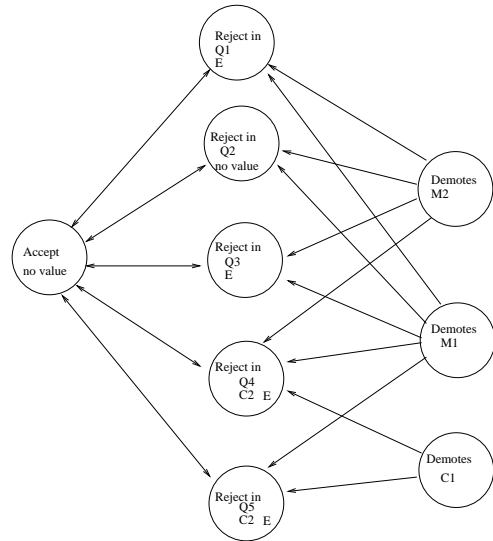 Reject in
Q1
E
Reject in
Q2
no value
Demotes
M2
Accept
no value
Reject in
Q3
E
Demotes
M1
Reject in
Q4
C2 E
Demotes
C1
Reject in
Q5
C2 E